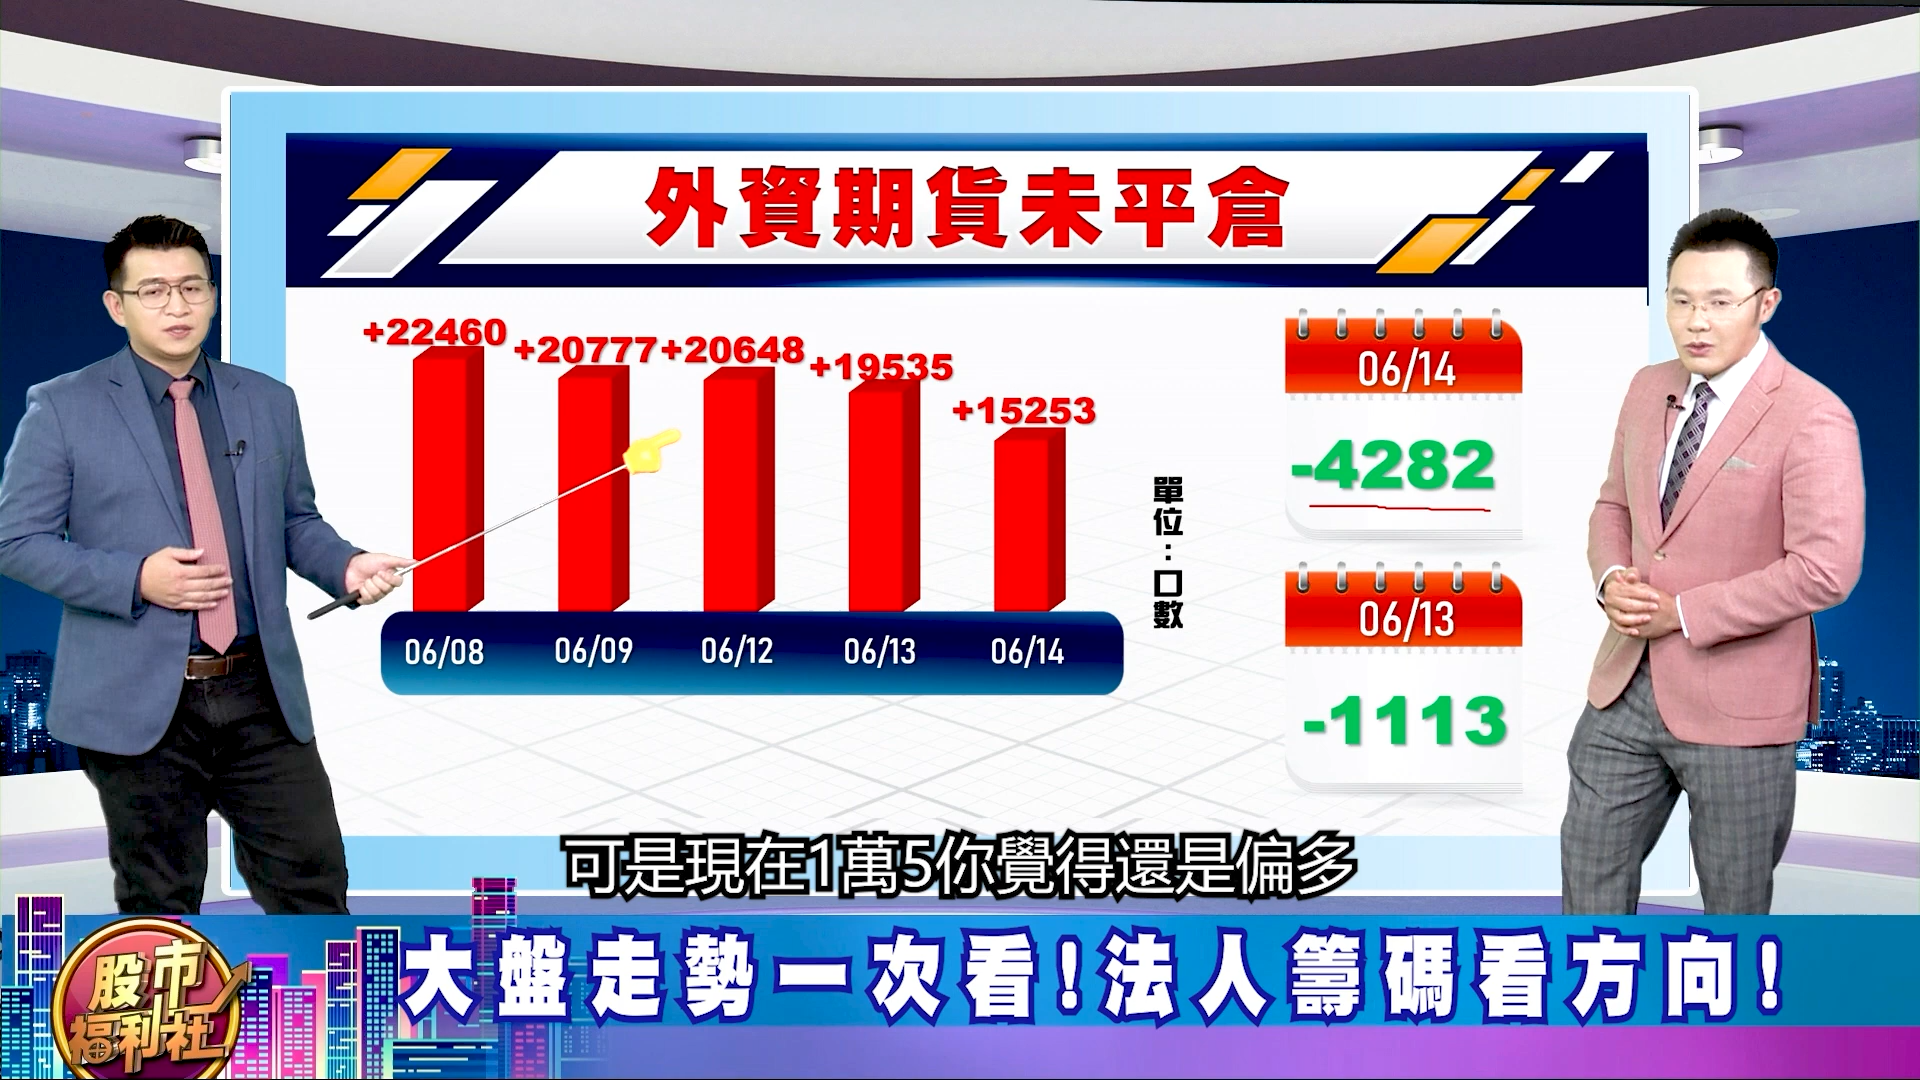 外資期貨未平倉
+22460
+20777
+20648
+19535
+15253
06/08
06/09
06/12
06/13
06/14
單位：口數
06/14
-4282
06/13
-1113
可是現在1萬5你覺得還是偏多
大盤走勢一次看!法人籌碼看方向!
股市
福利社